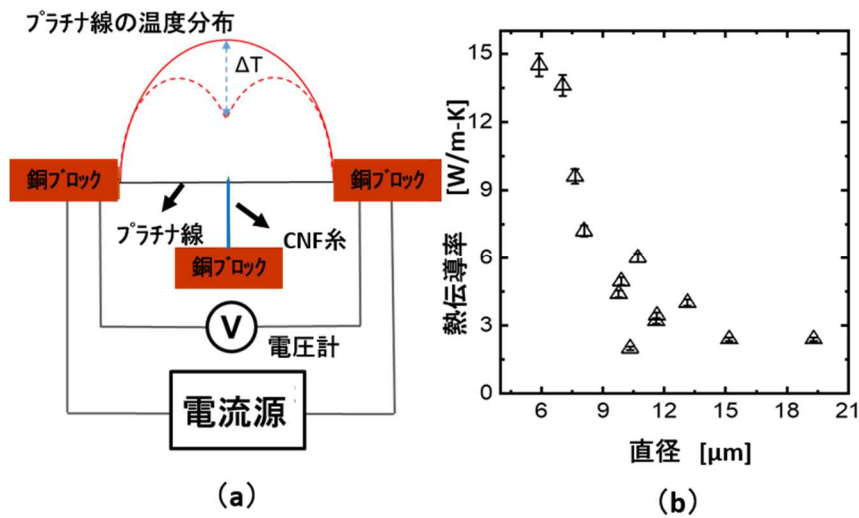 プラチナ線の温度分布
ΔT
銅ブロック
銅ブロック
プラチナ線
CNF糸
銅ブロック
V
電圧計
電流源
(a)
熱伝導率 [W/m-K]
15
12
9
6
3
0
6 9 12 15 18 21
直径 [μm]
(b)